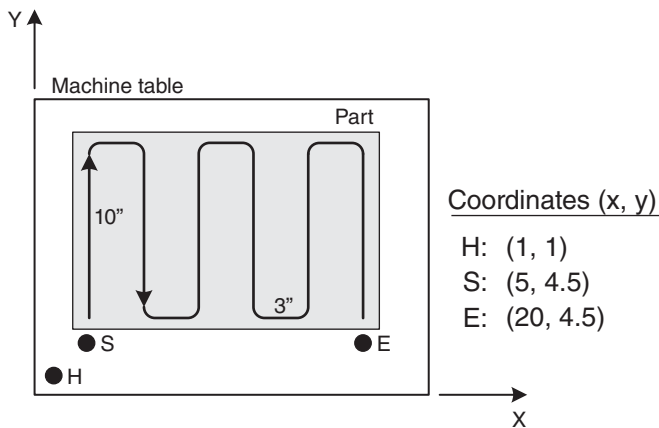 Y
Machine table
Part
10”
3”
S
E
H
X
Coordinates (x, y)
H: (1, 1)
S: (5, 4.5)
E: (20, 4.5)